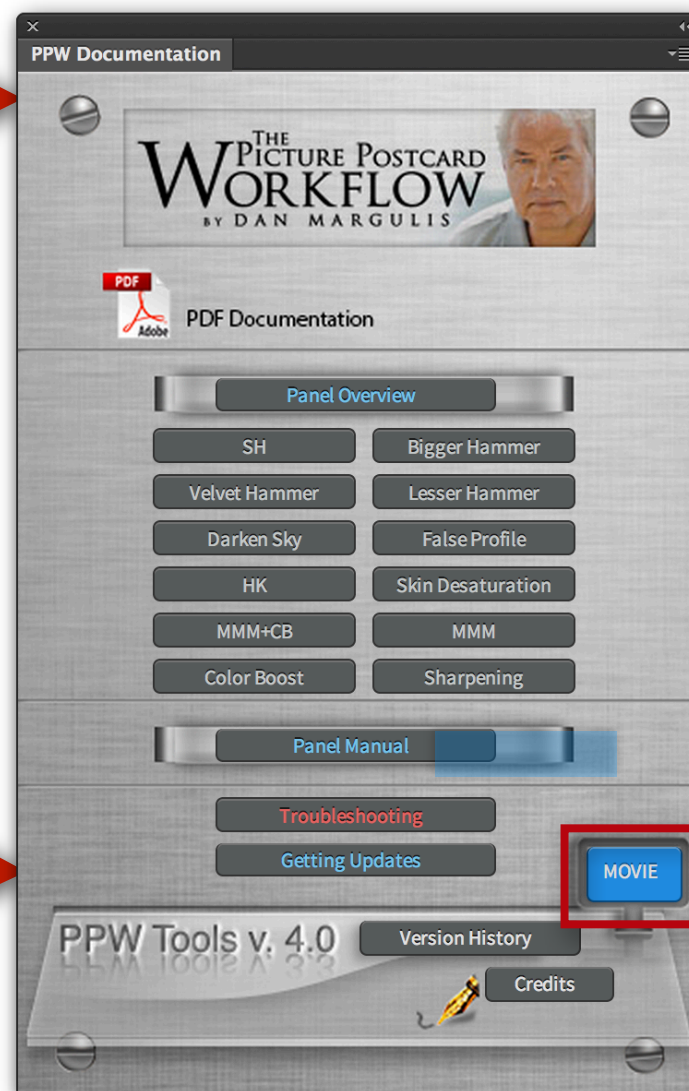 PPW Documentation
THE
PICTURE POSTCARD
WORKFLOW
BY DAN MARGULIS
PDF
Adobe
PDF Documentation
Panel Overview
SH
Bigger Hammer
Velvet Hammer
Lesser Hammer
Darken Sky
False Profile
HK
Skin Desaturation
MMM+CB
MMM
Color Boost
Sharpening
Panel Manual
Troubleshooting
Getting Updates
MOVIE
PPW Tools v. 4.0
Version History
Credits